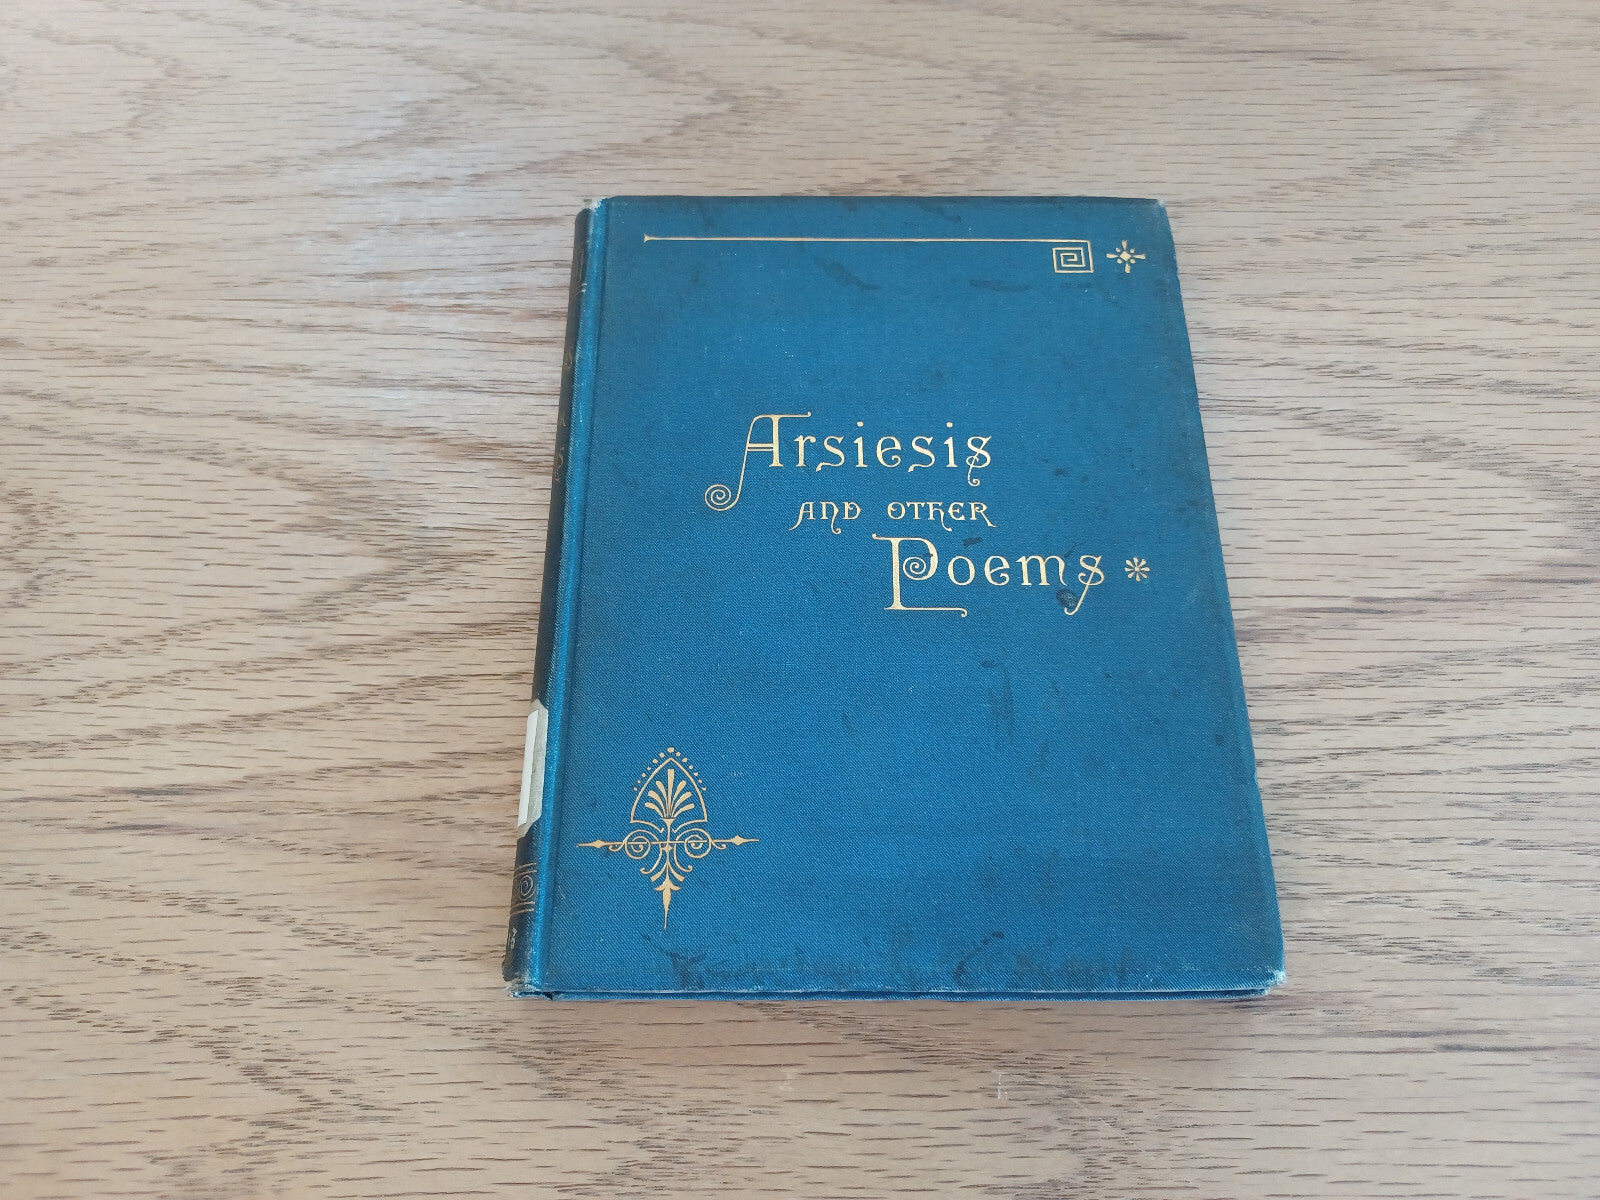 Arsiesis
AND OTHER
Poems